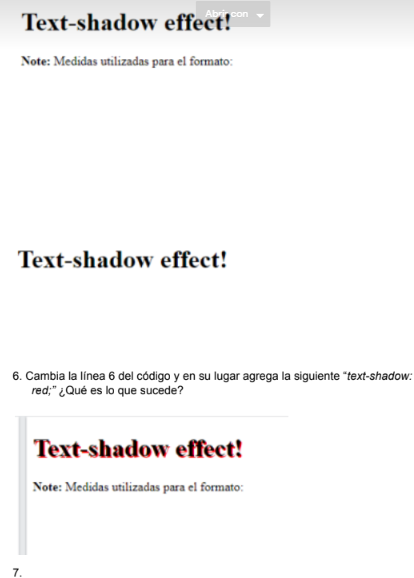 Abrir con
Text-shadow effect!
Note: Medidas utilizadas para el formato:
Text-shadow effect!
6. Cambia la línea 6 del código y en su lugar agrega la siguiente “text-shadow:
red;” ¿Qué es lo que sucede?
Text-shadow effect!
Note: Medidas utilizadas para el formato:
7.